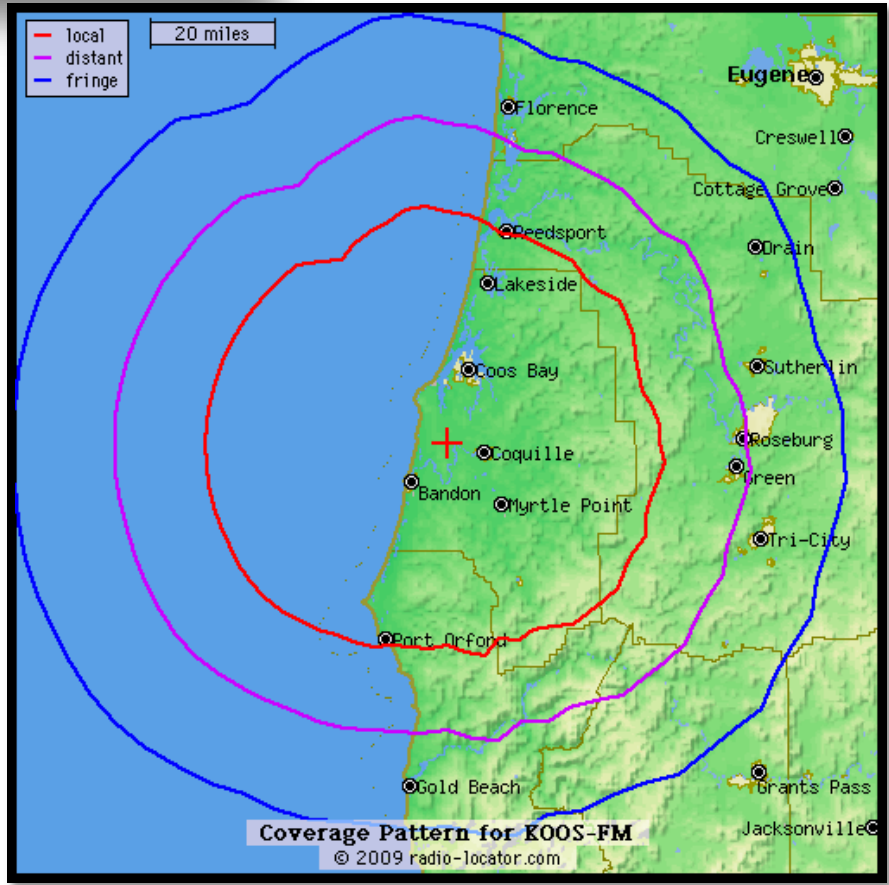 local
distant
fringe
20 miles
Eugene
Florence
Creswell
Cottage Grove
Reedsport
Drain
Lakeside
Coos Bay
Sutherlin
Roseburg
Coquille
Green
Bandon
Myrtle Point
Tri-City
Port Orford
Gold Beach
Grants Pass
Coverage Pattern for KOOS-FM
Jacksonville
© 2009 radio-locator.com